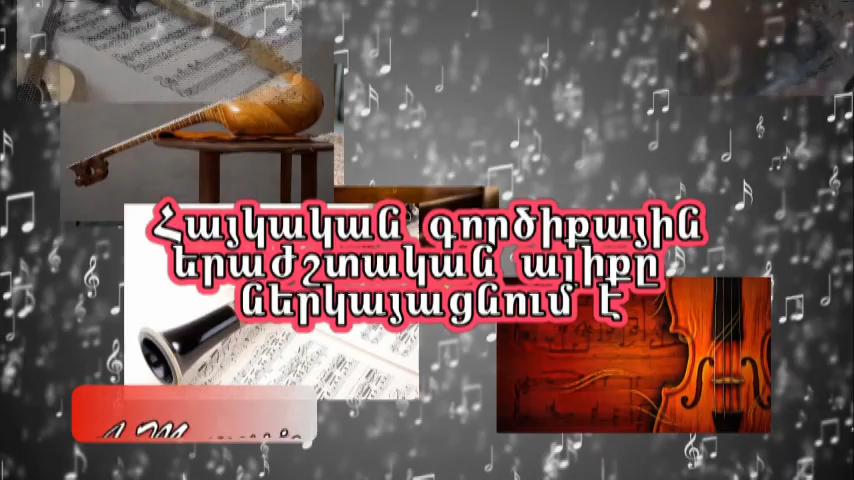 Հայկական գործիքային
երաժշտական ալիքը
ներկայացնում է